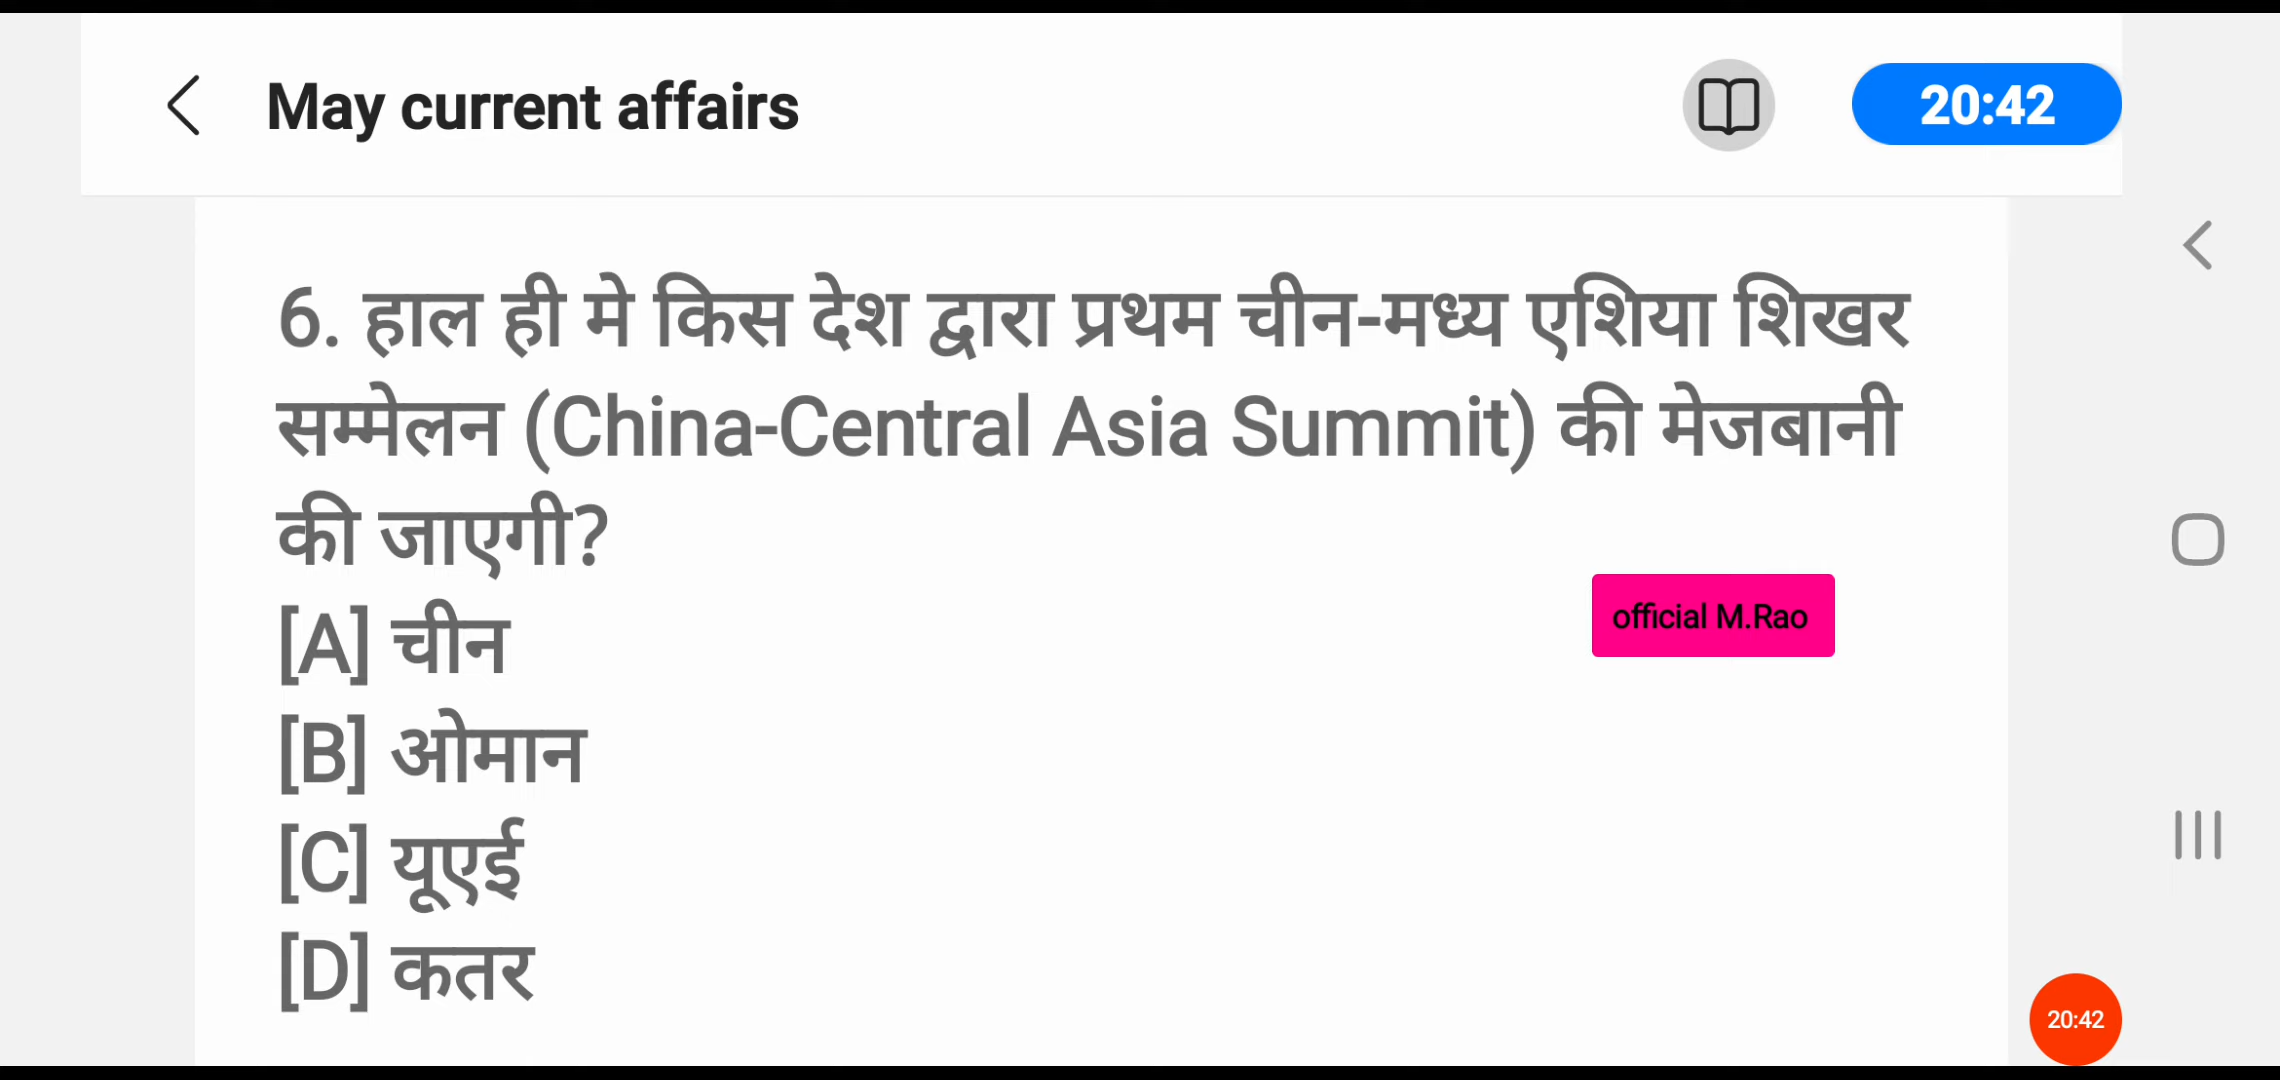 May current affairs
20:42
6. हाल ही मे किस देश द्वारा प्रथम चीन-मध्य एशिया शिखर
सम्मेलन (China-Central Asia Summit) की मेजबानी
की जाएगी?
official M.Rao
[A] चीन
[B] ओमान
[C] यूएई
[D] कतर
20:42